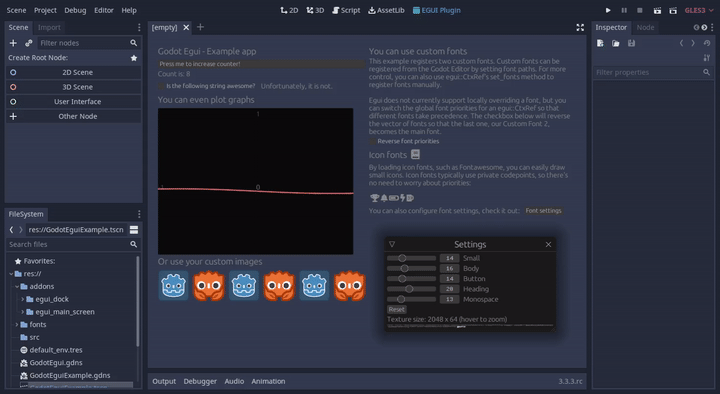 Scene Project Debug Editor Help
2D 3D Script AssetLib EGUI Plugin
GLES3
Scene Import
Filter nodes
Create Root Node:
2D Scene
3D Scene
User Interface
Other Node
FileSystem
res://GodotEguiExample.tscn
Search files
Favorites:
res://
addons
egui_dock
egui_main_screen
fonts
src
default_env.tres
GodotEgui.gdns
GodotEguiExample.gdns
[empty]
Godot Egui - Example app
Press me to increase counter!
Count is: 0
Is the following string awesome? Unfortunately, it is not.
You can even plot graphs
1
0
Or use your custom images
You can use custom fonts
This example registers two custom fonts. Custom fonts can be
registered from the Godot Editor by setting font paths. For more
control, you can also use egui::CtxRef's set_fonts method to
register fonts manually.
Egui does not currently support locally overriding a font, but you
can switch the global font priorities for an egui::CtxRef so that
different fonts take precedence. The checkbox below will reverse
the vector of fonts so that the last one, our Custom Font 2,
becomes the main font.
Reverse font priorities
Icon fonts
By loading icon fonts, such as Fontawesome, you can easily draw
small icons. Icon fonts typically use private codepoints, so there's
no need to worry about priorities:
You can also configure font settings, check it out: Font settings
Settings
14 Small
16 Body
14 Button
20 Heading
13 Monospace
Reset
Texture size: 2048 x 64 (hover to zoom)
Output Debugger Audio Animation
3.3.3.rc
Inspector Node
Filter properties